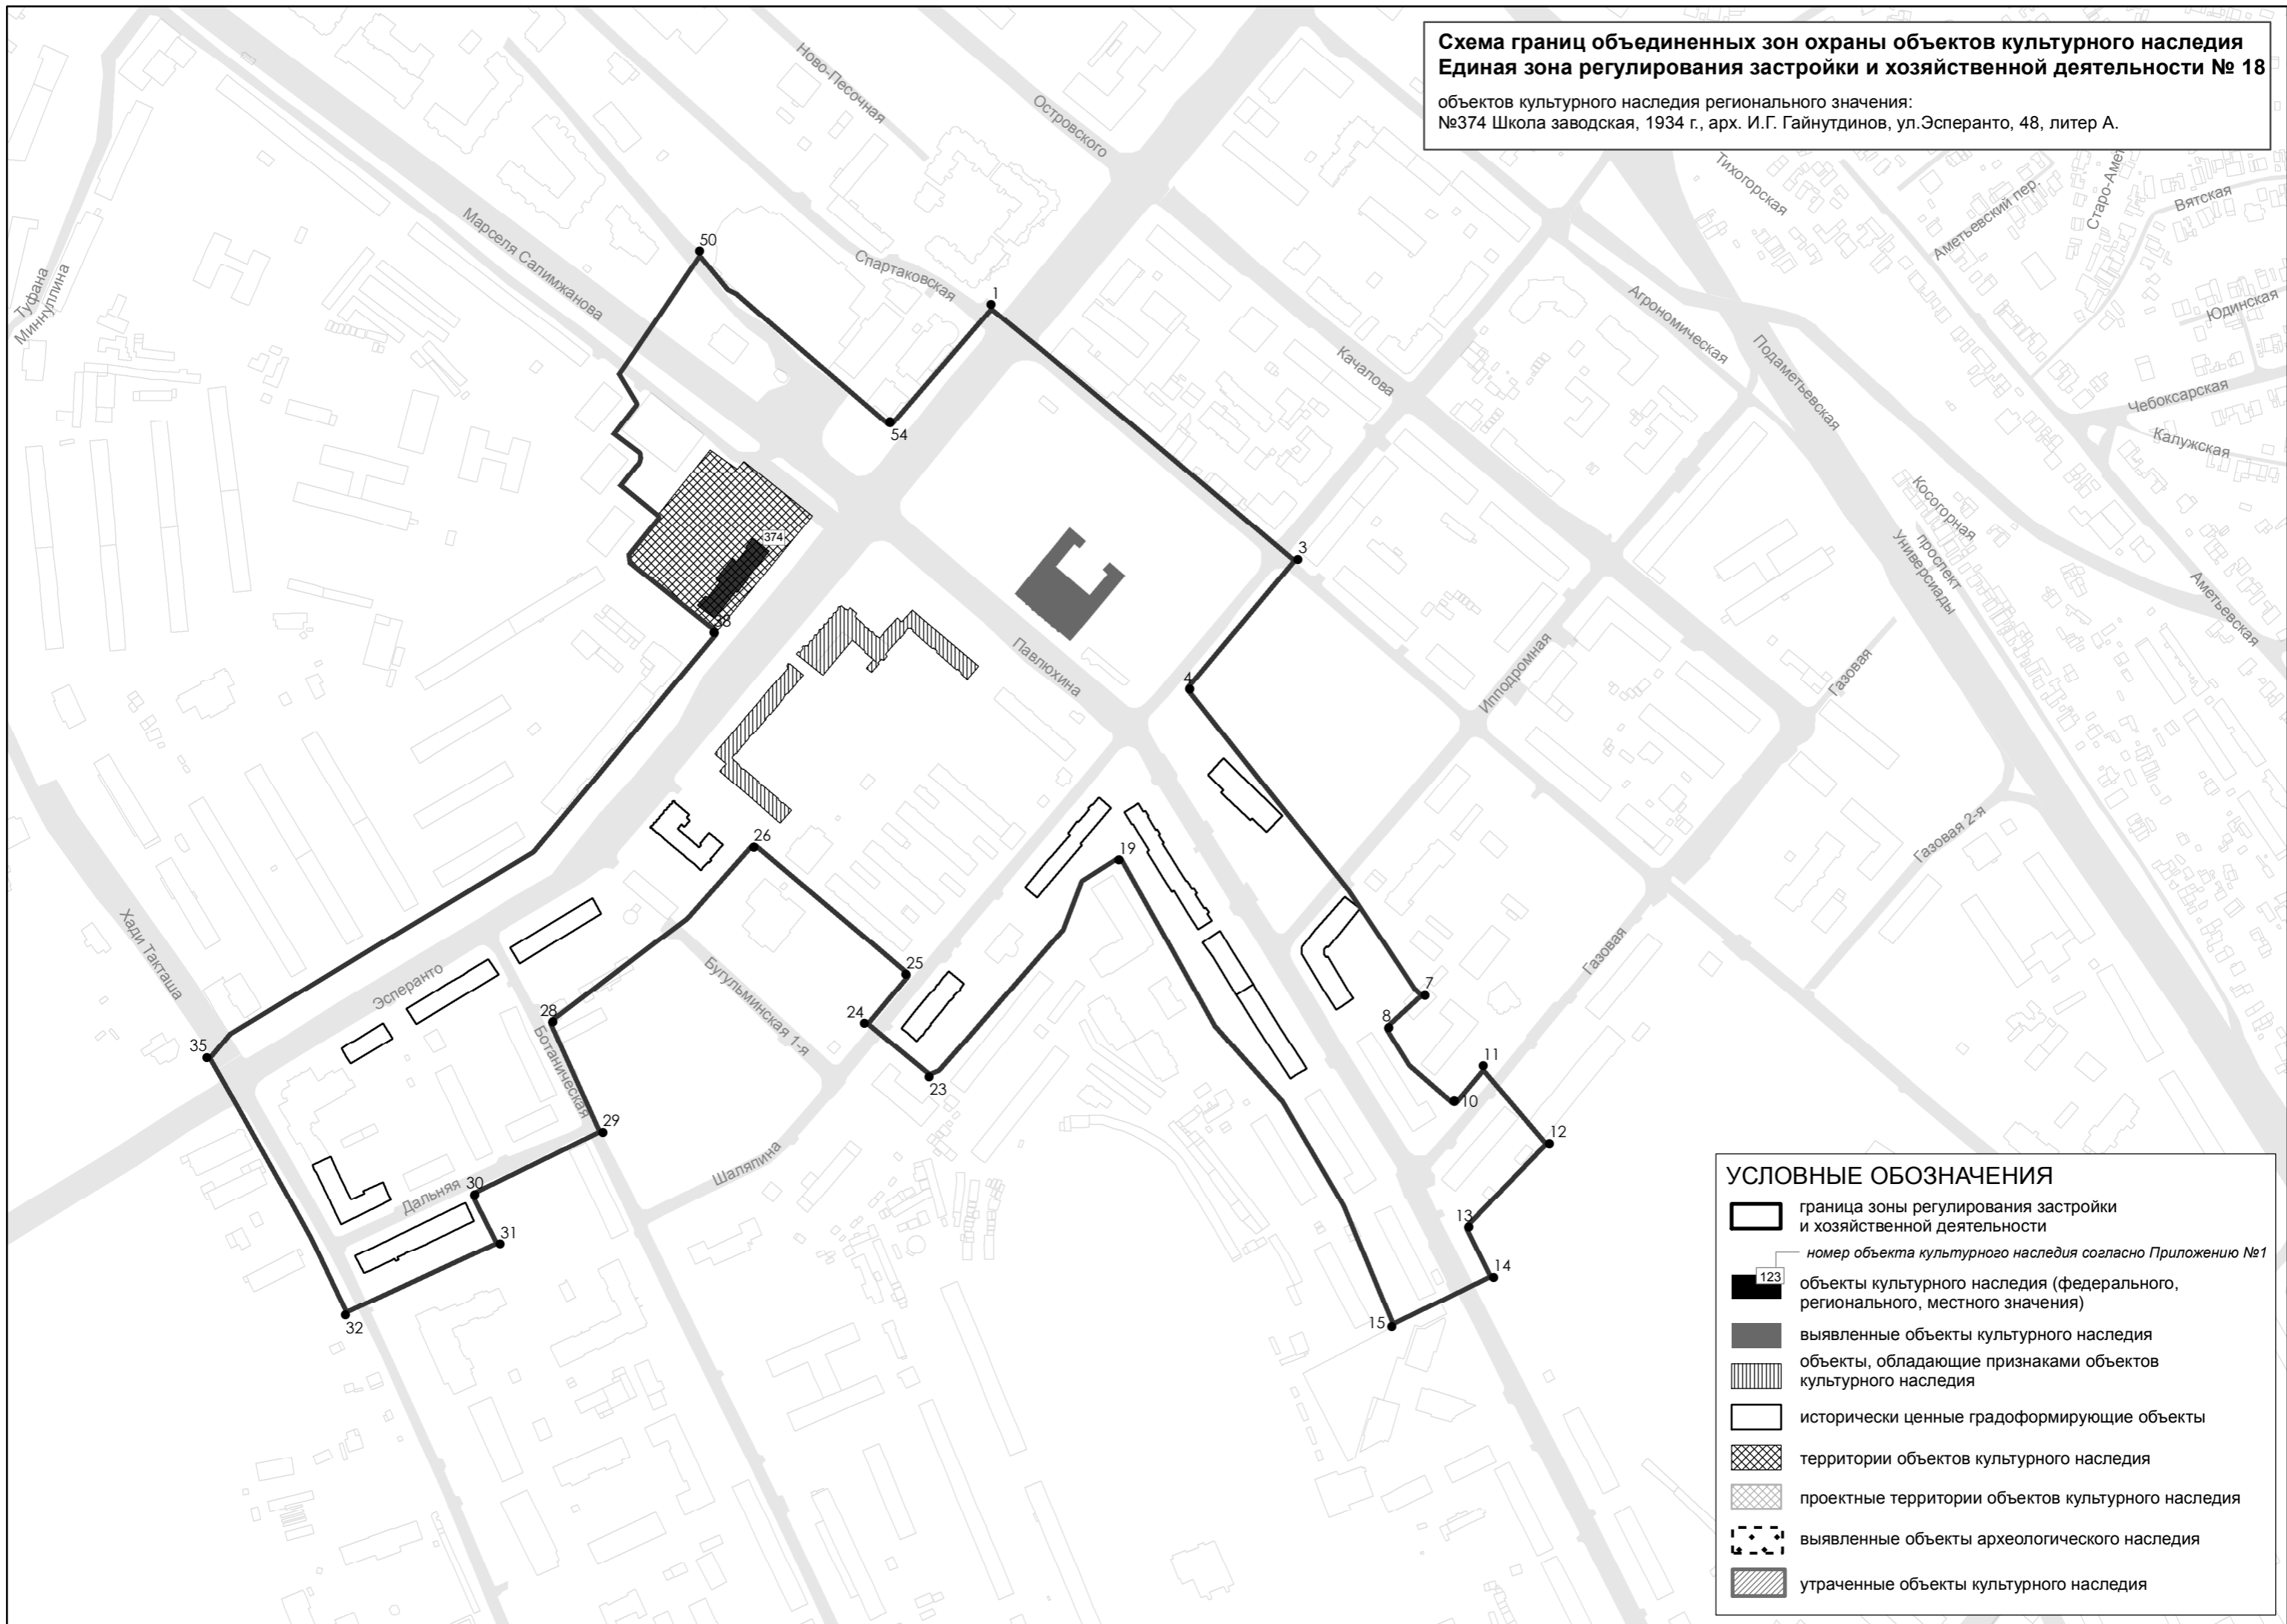 Схема границ объединенных зон охраны объектов культурного наследия
Единая зона регулирования застройки и хозяйственной деятельности № 18
объектов культурного наследия регионального значения:
№374 Школа заводская, 1934 г., арх. И.Г. Гайнутдинов, ул.Эсперанто, 48, литер А.
Ново-Песочная
Островского
Тихогорская
Старо-Амет
Вятская
Аметьевский пер.
Марселя Салимжанова
Спартаковская
Туфана
Миннуллина
Юдинская
Агрономическая
Подаметьевская
Качалова
Чебоксарская
Калужская
Косогорная
проспект
Универсиады
Аметьевская
Павлюхина
Ипподромная
Газовая
Газовая 2-я
Газовая
Хади Такташа
Эсперанто
Бугульминская 1-я
Ботаническая
Шаляпина
Дальняя
50
1
54
3
374
38
4
26
19
25
7
24
8
28
35
11
23
10
29
12
30
13
31
14
32
15
УСЛОВНЫЕ ОБОЗНАЧЕНИЯ
граница зоны регулирования застройки
и хозяйственной деятельности
номер объекта культурного наследия согласно Приложению №1
123
объекты культурного наследия (федерального,
регионального, местного значения)
выявленные объекты культурного наследия
объекты, обладающие признаками объектов
культурного наследия
исторически ценные градоформирующие объекты
территории объектов культурного наследия
проектные территории объектов культурного наследия
выявленные объекты археологического наследия
утраченные объекты культурного наследия